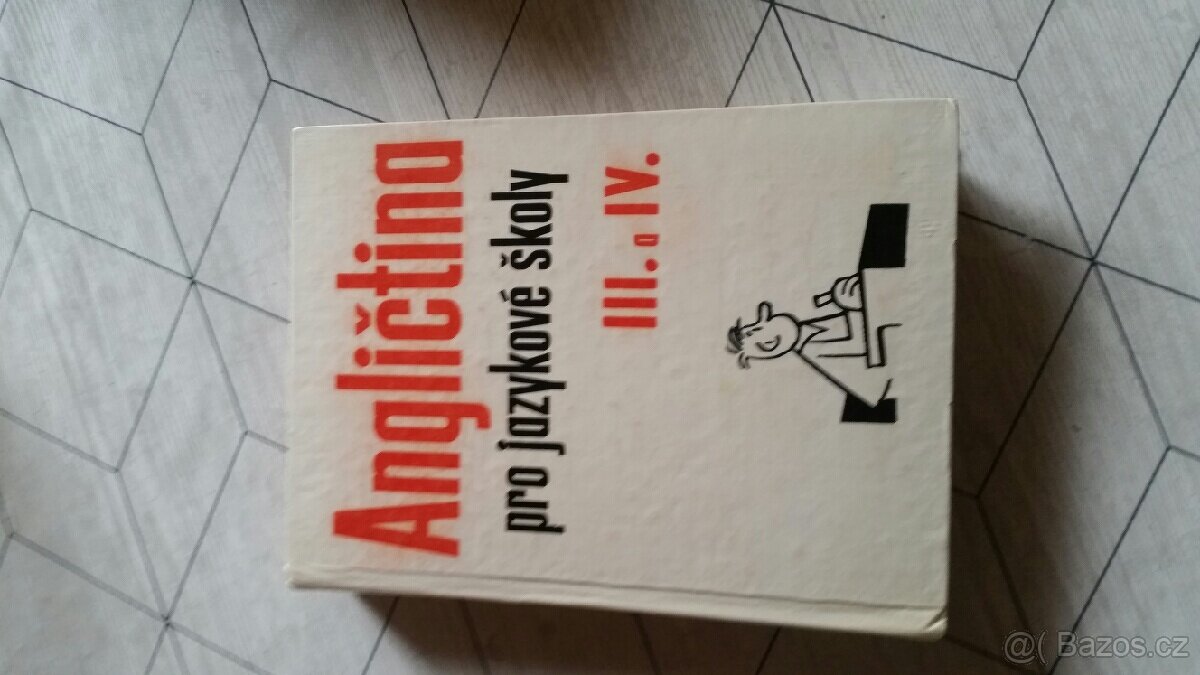 Angličtina
pro jazykové školy
III. a IV.
@( Bazos.cz